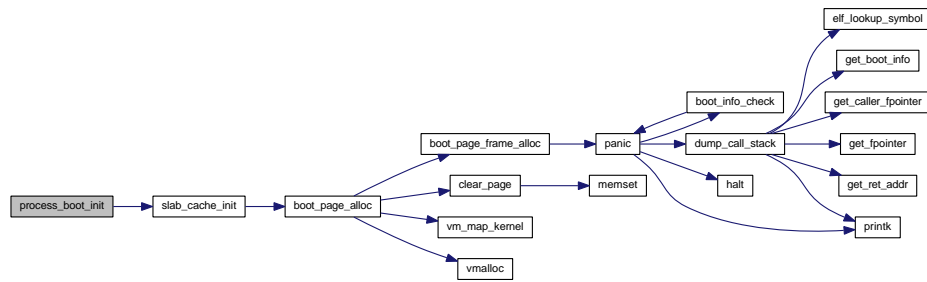 elf_lookup_symbol
get_boot_info
boot_info_check
get_caller_fpointer
boot_page_frame_alloc
panic
dump_call_stack
get_fpointer
clear_page
memset
halt
get_ret_addr
process_boot_init
slab_cache_init
boot_page_alloc
vm_map_kernel
printk
vmalloc